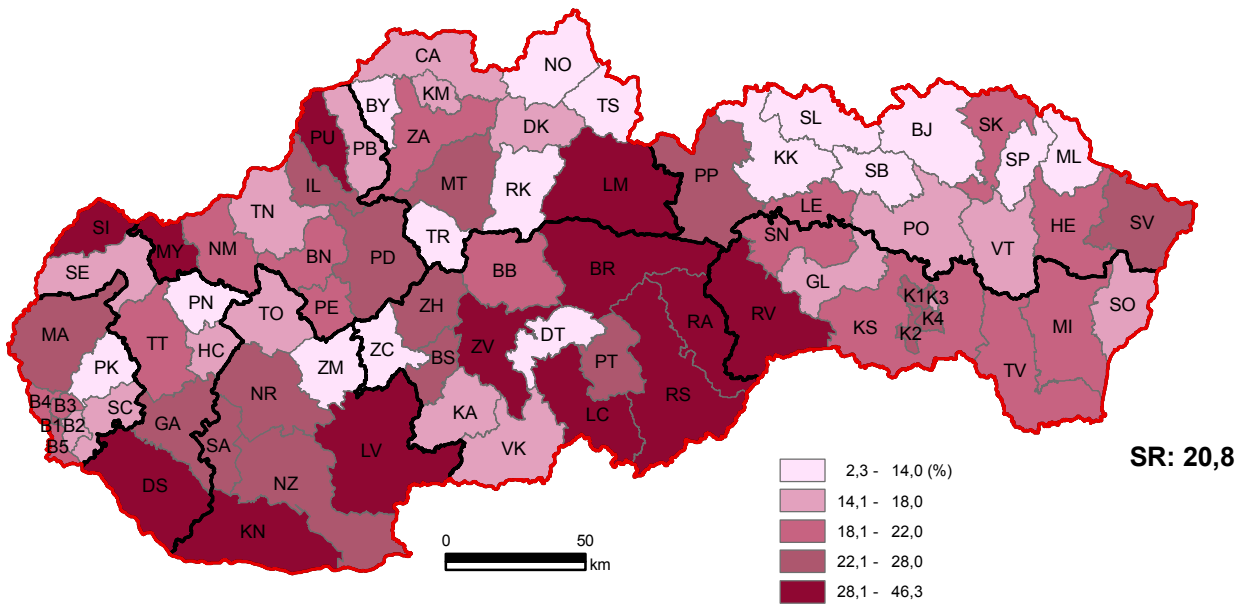 CA
NO
BY
KM
TS
PU
PB
ZA
DK
SL
BJ
SK
SP
ML
IL
MT
RK
LM
PP
KK
SB
TN
LE
PO
HE
SV
SI
MY
NM
BN
PD
TR
BB
BR
SN
VT
SE
PN
TO
PE
ZH
GL
K1
K3
SO
MA
TT
HC
ZM
ZC
BS
ZV
DT
PT
RA
RV
KS
K2
K4
MI
PK
SC
NR
KA
LC
RS
TV
B4
B3
B1
B2
B5
GA
SA
LV
VK
DS
NZ
KN
SR: 20,8
0 50
km
2,3 - 14,0 (%)
14,1 - 18,0
18,1 - 22,0
22,1 - 28,0
28,1 - 46,3